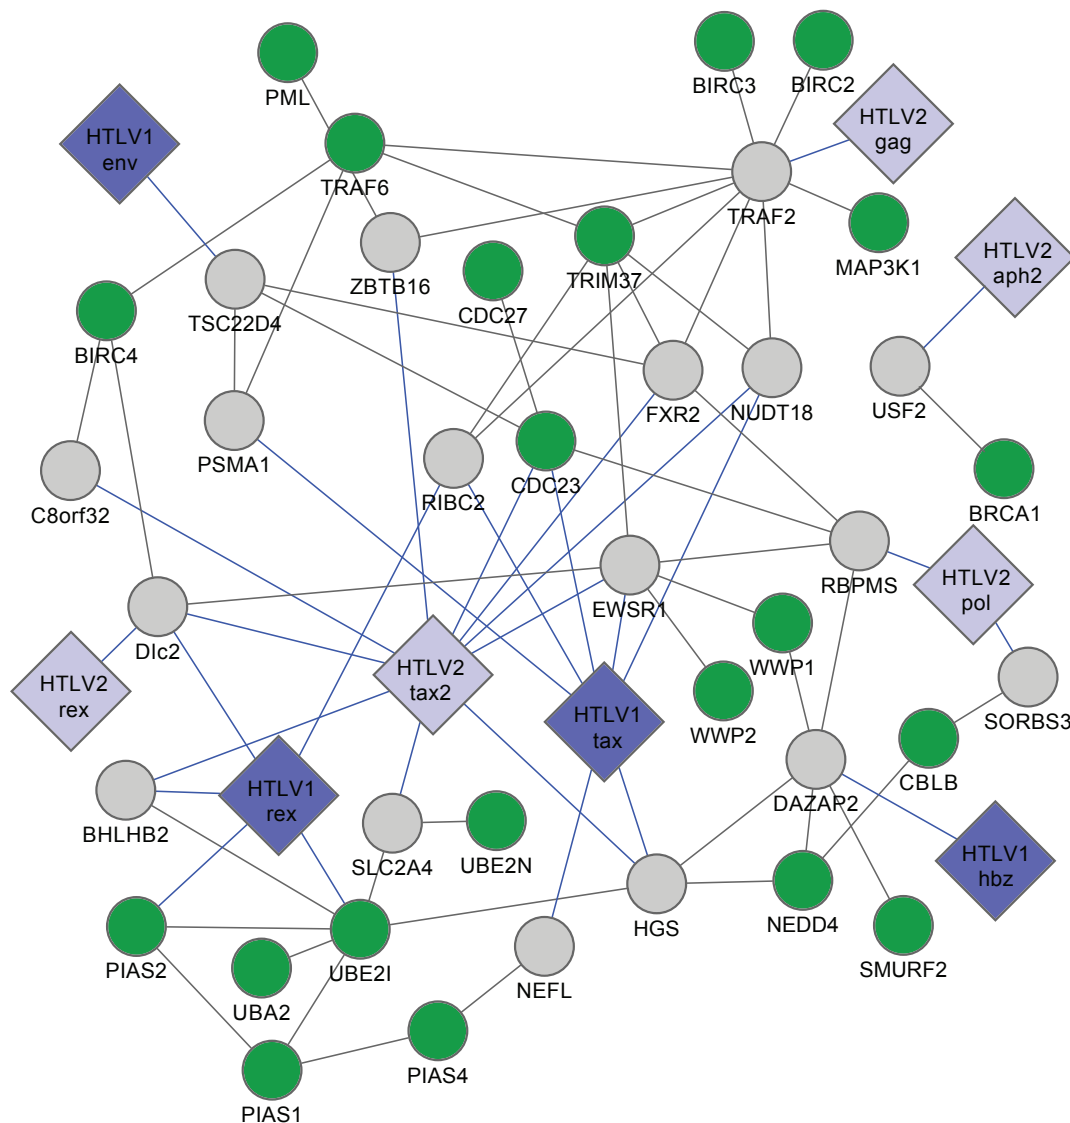 PML
BIRC3
BIRC2
HTLV2
gag
HTLV1
env
TRAF6
TRAF2
MAP3K1
HTLV2
aph2
ZBTB16
TRIM37
CDC27
TSC22D4
BIRC4
FXR2
NUDT18
USF2
PSMA1
RIBC2
CDC23
C8orf32
BRCA1
RBPMS
HTLV2
pol
EWSR1
Dlc2
WWP1
HTLV2
rex
HTLV2
tax2
HTLV1
tax
WWP2
SORBS3
CBLB
DAZAP2
HTLV1
rex
BHLHB2
SLC2A4
UBE2N
HTLV1
hbz
HGS
NEDD4
SMURF2
PIAS2
UBA2
UBE2I
NEFL
PIAS4
PIAS1